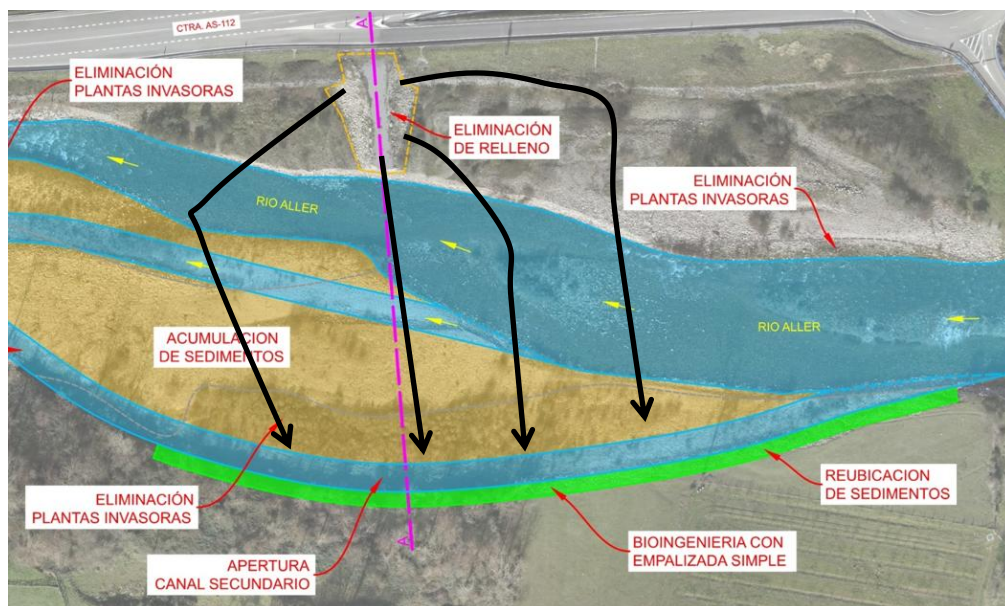 CTRA. AS-112
A'
ELIMINACIÓN
PLANTAS INVASORAS
ELIMINACIÓN
DE RELLENO
ELIMINACIÓN
PLANTAS INVASORAS
RIO ALLER
RIO ALLER
ACUMULACION
DE SEDIMENTOS
REUBICACION
DE SEDIMENTOS
ELIMINACIÓN
PLANTAS INVASORAS
BIOINGENIERIA CON
EMPALIZADA SIMPLE
A
APERTURA
CANAL SECUNDARIO